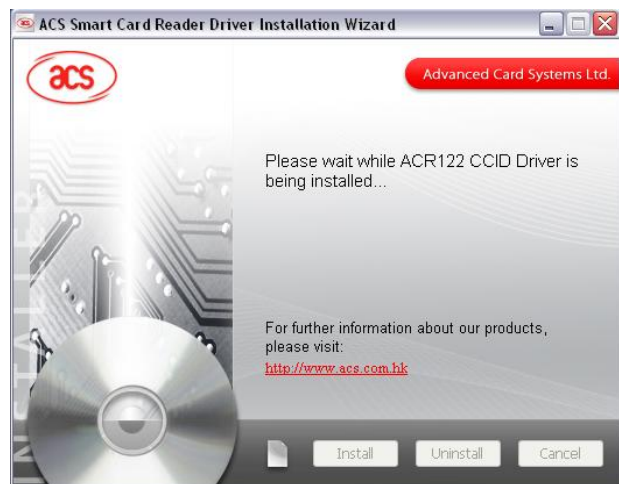 ACS Smart Card Reader Driver Installation Wizard
acs
Advanced Card Systems Ltd.
Please wait while ACR122 CCID Driver is
being installed...
INSTALLER
For further information about our products,
please visit:
http://www.acs.com.hk
Install
Uninstall
Cancel